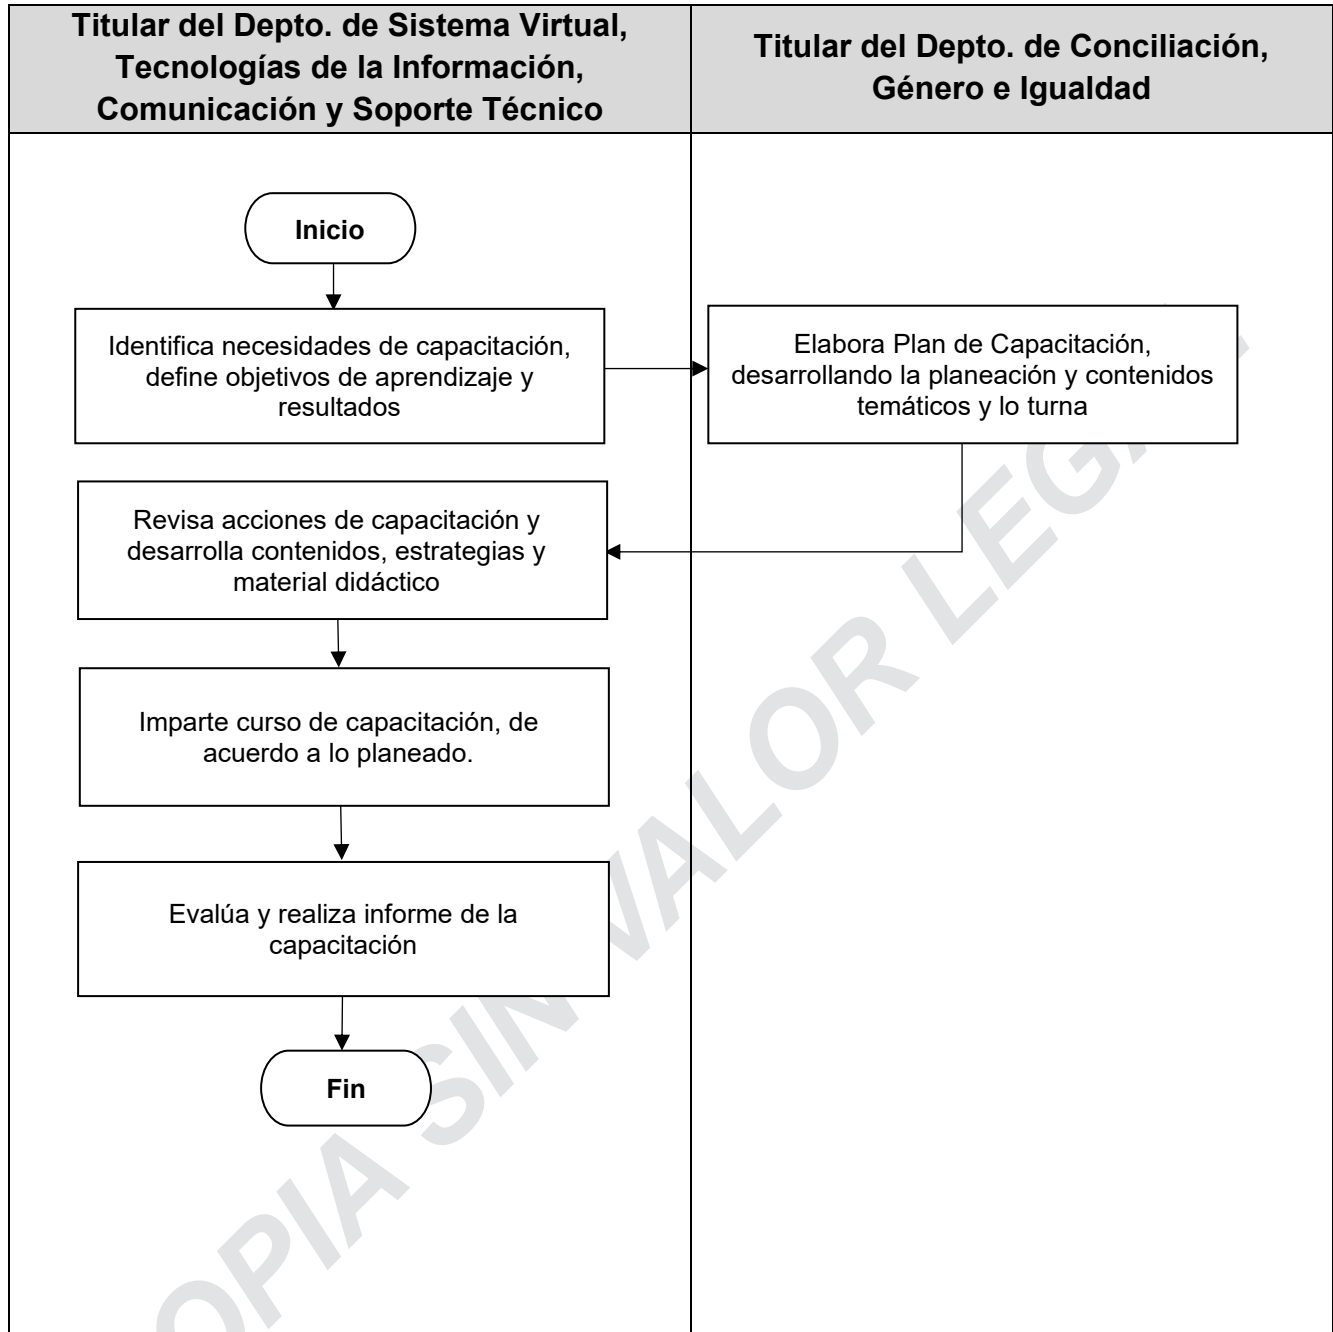 Titular del Depto. de Sistema Virtual,
Tecnologías de la Información,
Comunicación y Soporte Técnico
Titular del Depto. de Conciliación,
Género e Igualdad
Inicio
Identifica necesidades de capacitación,
define objetivos de aprendizaje y
resultados
Elabora Plan de Capacitación,
desarrollando la planeación y contenidos
temáticos y lo turna
Revisa acciones de capacitación y
desarrolla contenidos, estrategias y
material didáctico
Imparte curso de capacitación, de
acuerdo a lo planeado.
Evalúa y realiza informe de la
capacitación
Fin
OPIA SIN VALOR LEGAL